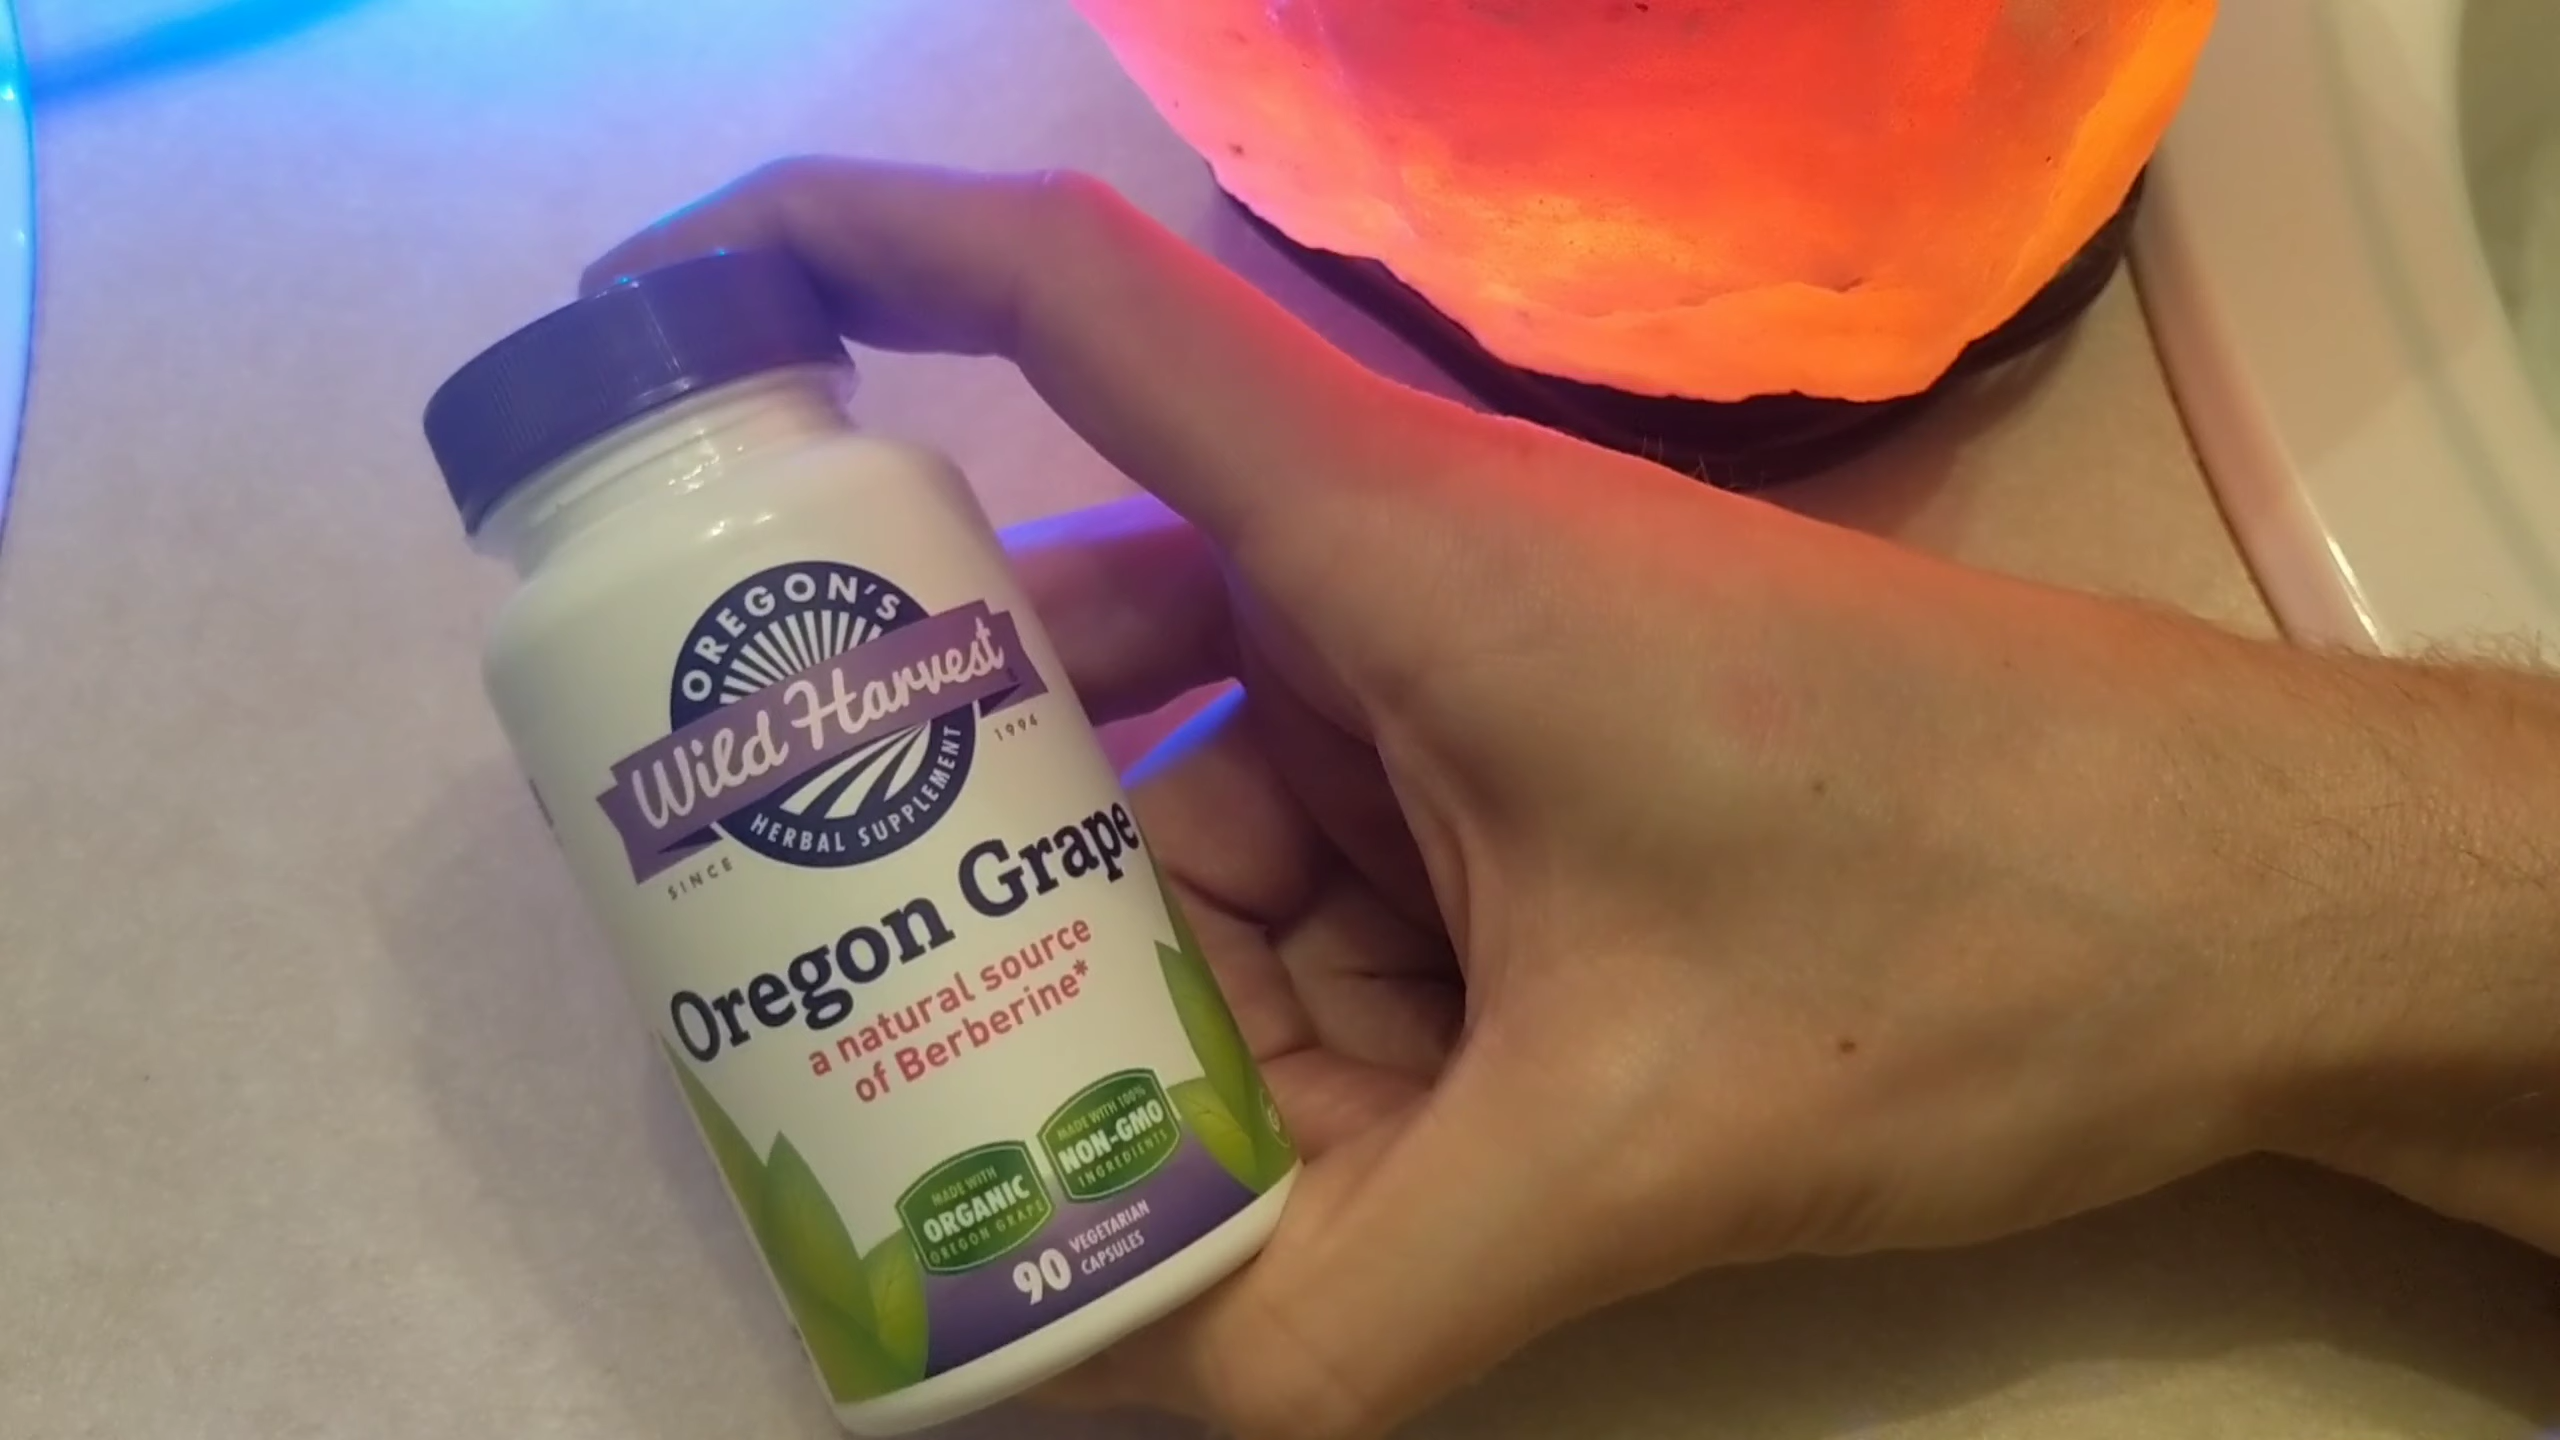 OREGON'S
Wild Harvest
HERBAL SUPPLEMENT
SINCE 1994
Oregon Grape
a natural source
of Berberine*
MADE WITH
ORGANIC
OREGON GRAPE
MADE WITH 100%
NON-GMO
INGREDIENTS
90 VEGETARIAN
CAPSULES